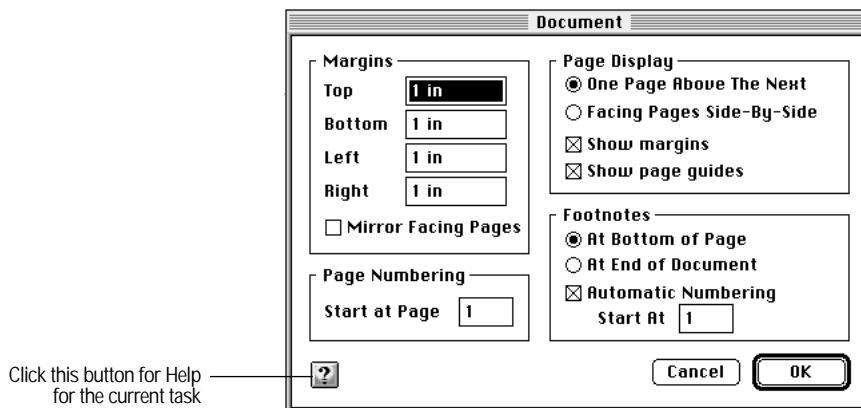 Document
Margins
Top 1 in
Bottom 1 in
Left 1 in
Right 1 in
Mirror Facing Pages
Page Numbering
Start at Page 1
Page Display
One Page Above The Next
Facing Pages Side-By-Side
Show margins
Show page guides
Footnotes
At Bottom of Page
At End of Document
Automatic Numbering
Start At 1
Click this button for Help
for the current task
?
Cancel OK